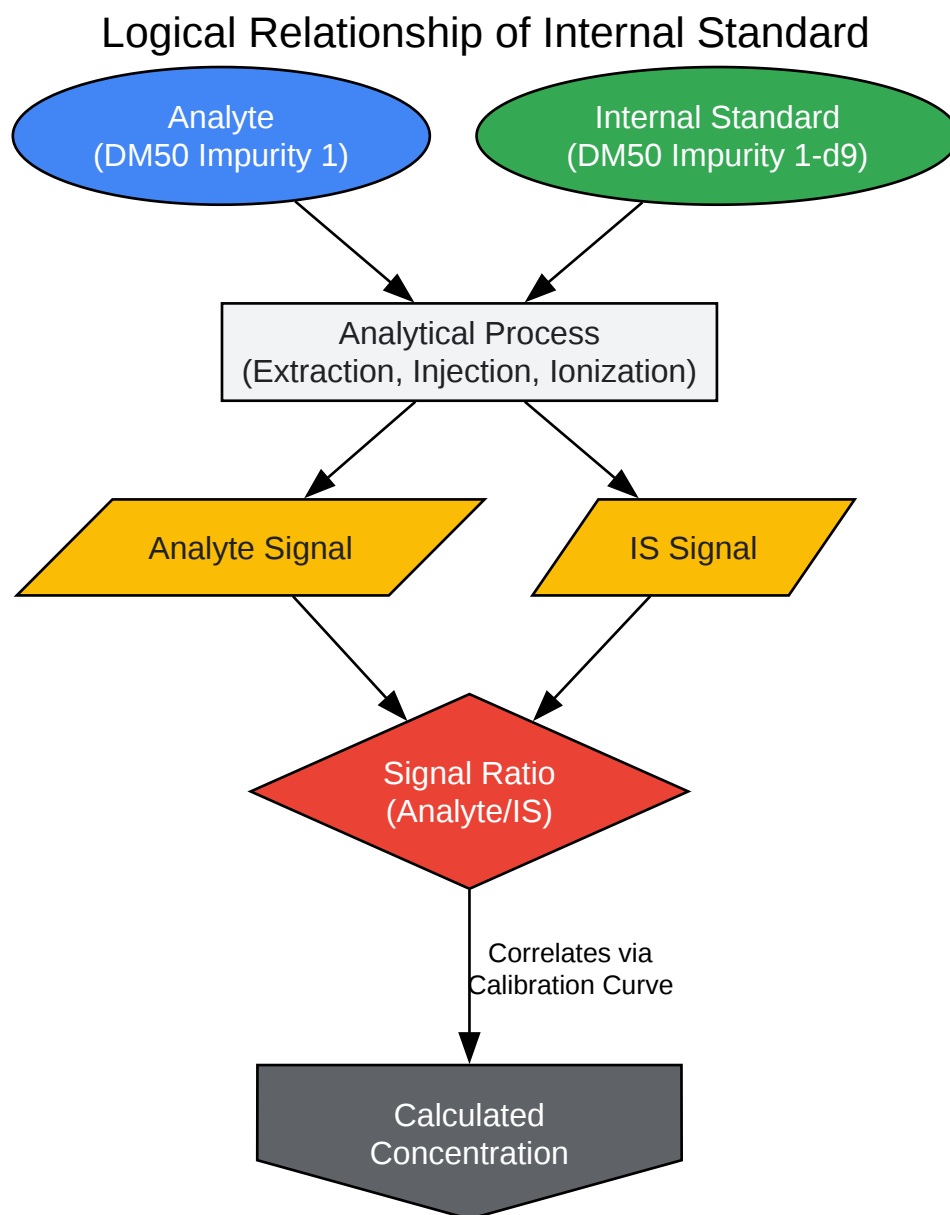 Logical Relationship of Internal Standard
Analyte
(DM50 Impurity 1)
Internal Standard
(DM50 Impurity 1-d9)
Analytical Process
(Extraction, Injection, Ionization)
Analyte Signal
IS Signal
Signal Ratio
(Analyte/IS)
Correlates via
Calibration Curve
Calculated
Concentration